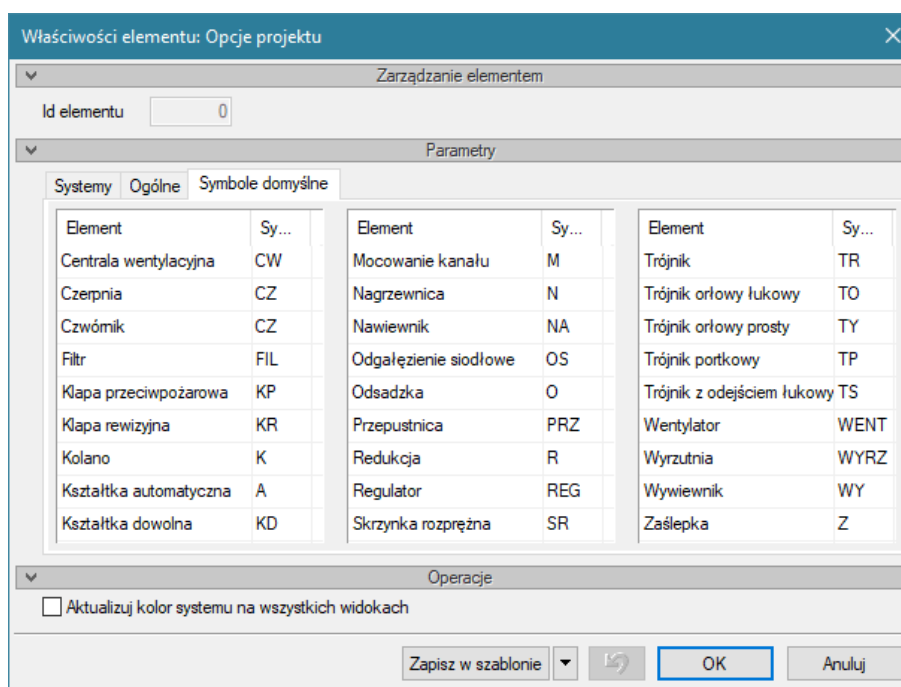 Właściwości elementu: Opcje projektu
Zarządzanie elementem
Id elementu 0
Parametry
Systemy Ogólne Symbole domyślne
Element Sy... Element Sy... Element Sy...
Centrala wentylacyjna CW Mocowanie kanału M Trójnik TR
Czerpnia CZ Nagrzewnica N Trójnik orłowy łukowy TO
Czwórnik CZ Nawiewnik NA Trójnik orłowy prosty TY
Filtr FIL Odgałęzienie siodłowe OS Trójnik portkowy TP
Klapa przeciwpożarowa KP Odsadzka O Trójnik z odejściem łukowy TS
Klapa rewizyjna KR Przepustnica PRZ Wentylator WENT
Kolano K Redukcja R Wyrzutnia WYRZ
Kształtka automatyczna A Regulator REG Wywiewnik WY
Kształtka dowolna KD Skrzynka rozprężna SR Zaślepka Z
Operacje
Aktualizuj kolor systemu na wszystkich widokach
Zapisz w szablonie OK Anuluj